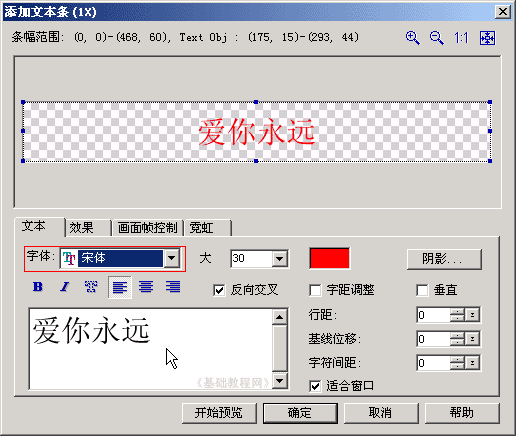 添加文本条(1X)
条幅范围: (0, 0)-(468, 60), Text Obj : (175, 15)-(293, 44)
1:1
爱你永远
文本 效果 画面帧控制 霓虹
字体: 宋体 大 30 阴影...
B I 反向交叉 字距调整 垂直
爱你永远
行距: 0
基线位移: 0
字符间距: 0
《基础教程网》
适合窗口
开始预览 确定 取消 帮助